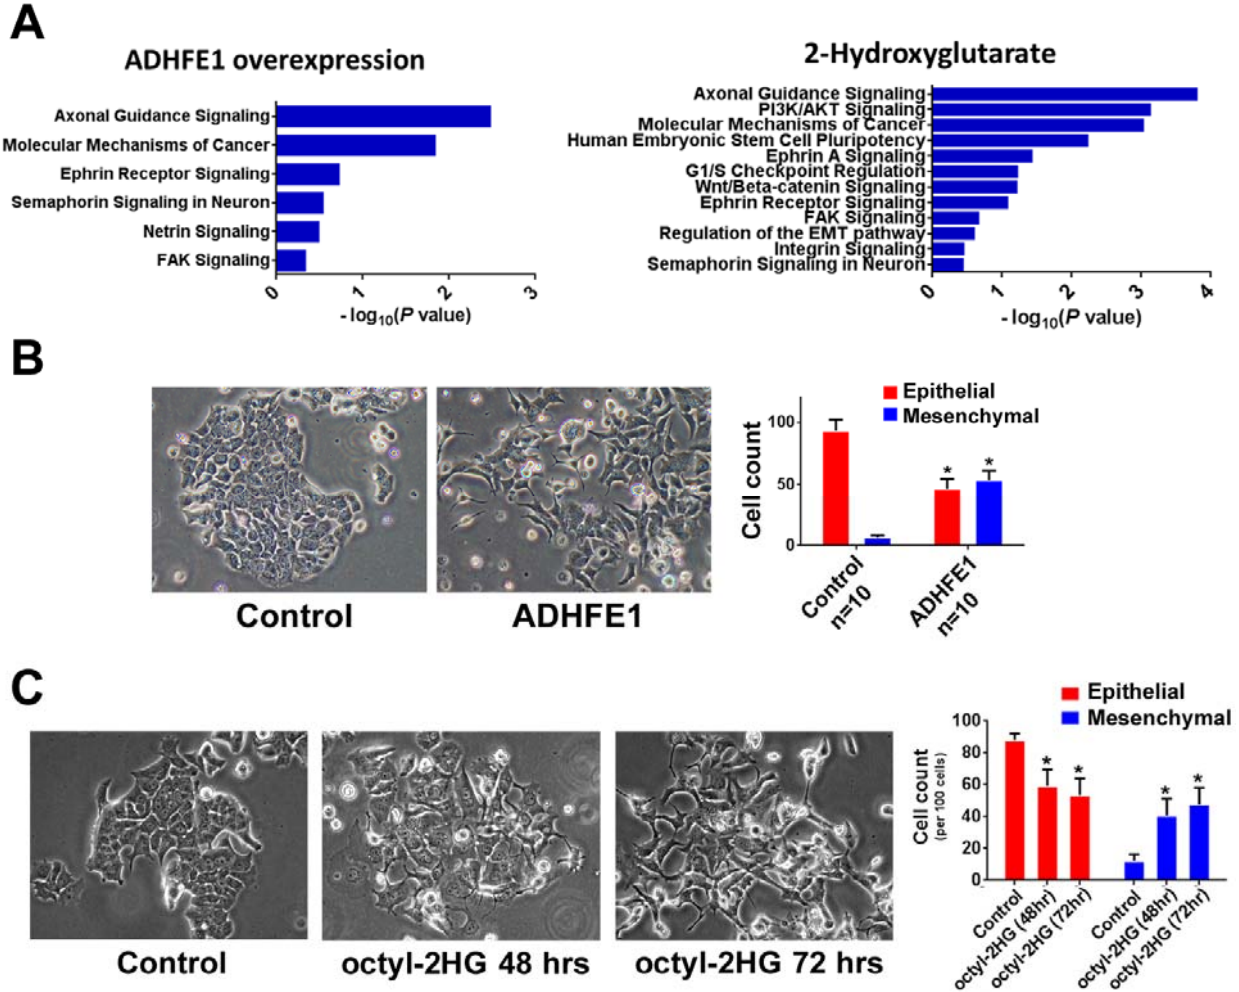 A
ADHFE1 overexpression
Axonal Guidance Signaling
Molecular Mechanisms of Cancer
Ephrin Receptor Signaling
Semaphorin Signaling in Neuron
Netrin Signaling
FAK Signaling
0 1 2 3
- log10(P value)
2-Hydroxyglutarate
Axonal Guidance Signaling
PI3K/AKT Signaling
Molecular Mechanisms of Cancer
Human Embryonic Stem Cell Pluripotency
Ephrin A Signaling
G1/S Checkpoint Regulation
Wnt/Beta-catenin Signaling
Ephrin Receptor Signaling
FAK Signaling
Regulation of the EMT pathway
Integrin Signaling
Semaphorin Signaling in Neuron
0 1 2 3 4
- log10(P value)
B
Control
ADHFE1
Epithelial
Mesenchymal
Cell count
100
50
0
* *
Control
n=10
ADHFE1
n=10
C
Control
octyl-2HG 48 hrs
octyl-2HG 72 hrs
Epithelial
Mesenchymal
Cell count
(per 100 cells)
100
80
60
40
20
0
* * * *
Control
octyl-2HG (48hr)
octyl-2HG (72hr)
Control
octyl-2HG (48hr)
octyl-2HG (72hr)